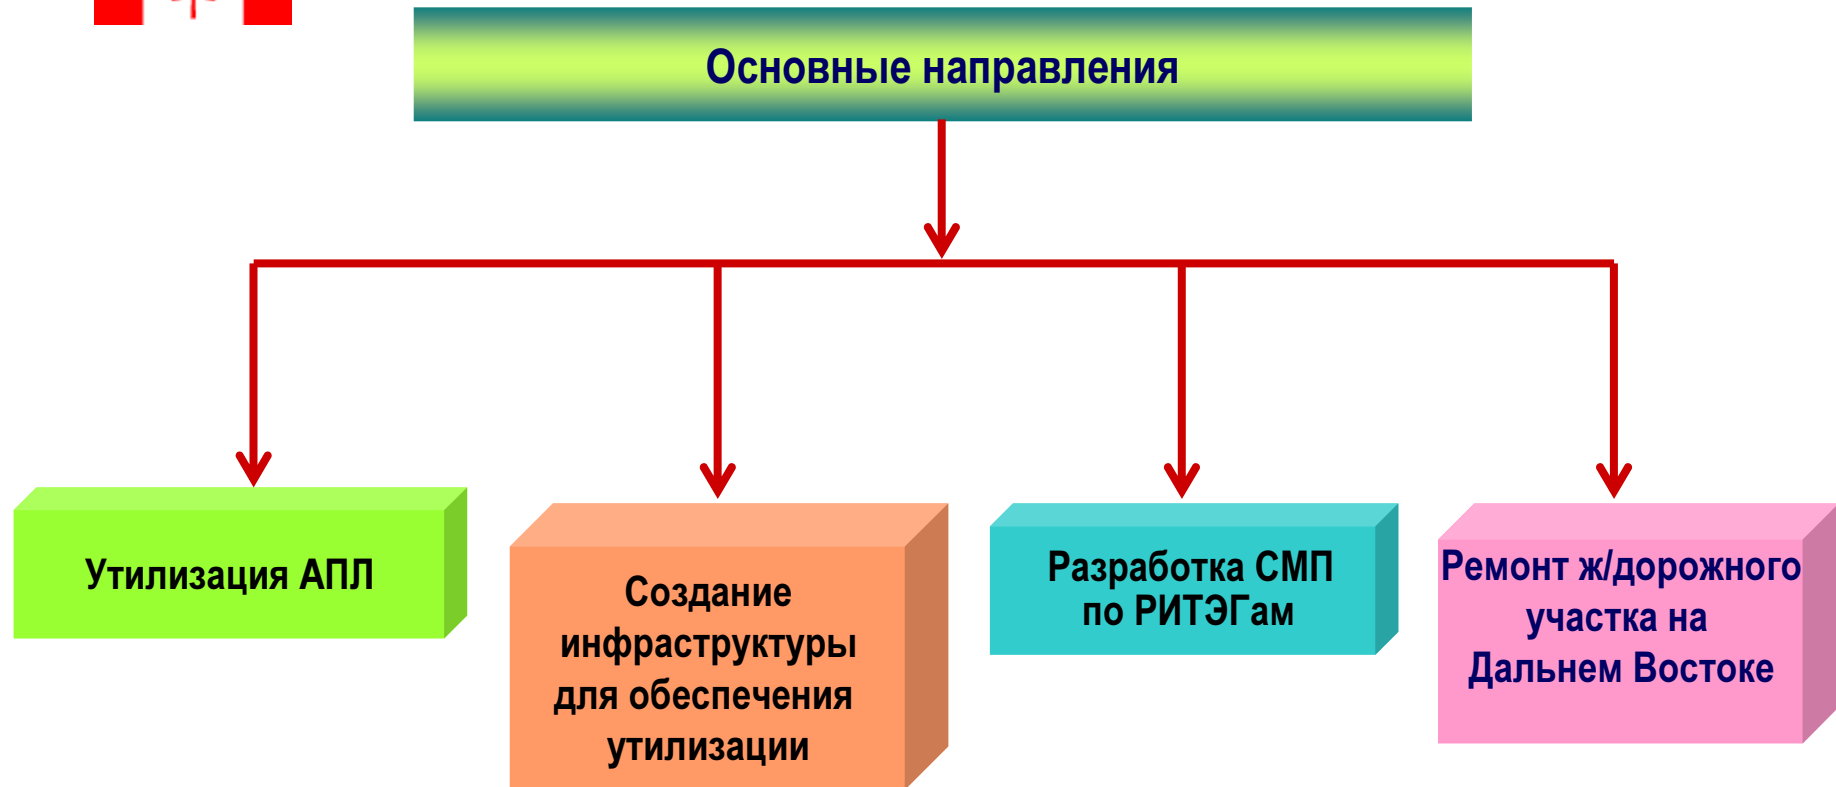 Основные направления
Утилизация АПЛ
Создание
инфраструктуры
для обеспечения
утилизации
Разработка СМП
по РИТЭГам
Ремонт ж/дорожного
участка на
Дальнем Востоке